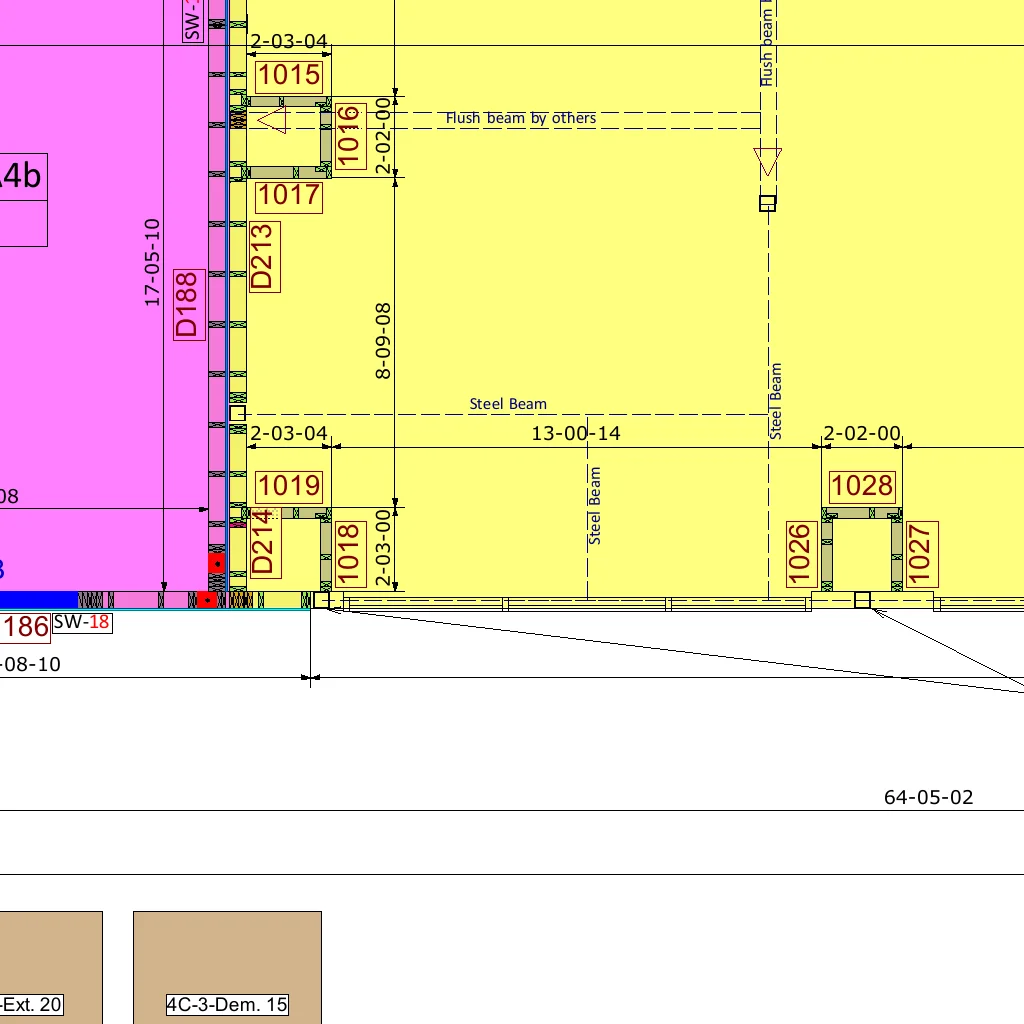 SW-
2-03-04
Flush beam
1015
1016
2-02-00
Flush beam by others
4b
1017
17-05-10
D213
D188
8-09-08
Steel Beam
Steel Beam
2-03-04
13-00-14
2-02-00
1019
1028
08
Steel Beam
D214
1018
2-03-00
1026
1027
186
SW-18
-08-10
64-05-02
-Ext. 20
4C-3-Dem. 15